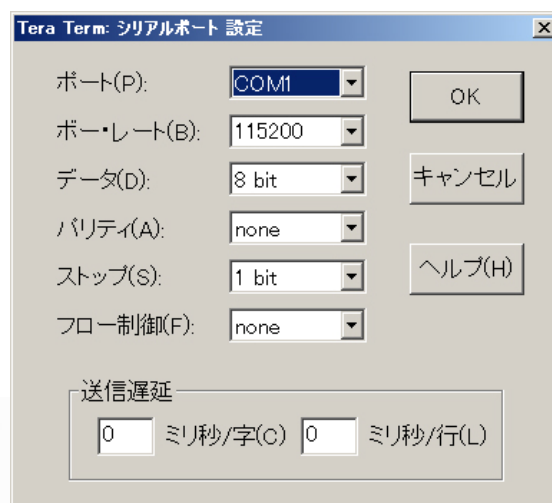 Tera Term: シリアルポート 設定
ポート(P): COM1
OK
ボー・レート(B): 115200
データ(D): 8 bit
キャンセル
パリティ(A): none
ストップ(S): 1 bit
ヘルプ(H)
フロー制御(F): none
送信遅延
0 ミリ秒/字(C) 0 ミリ秒/行(L)